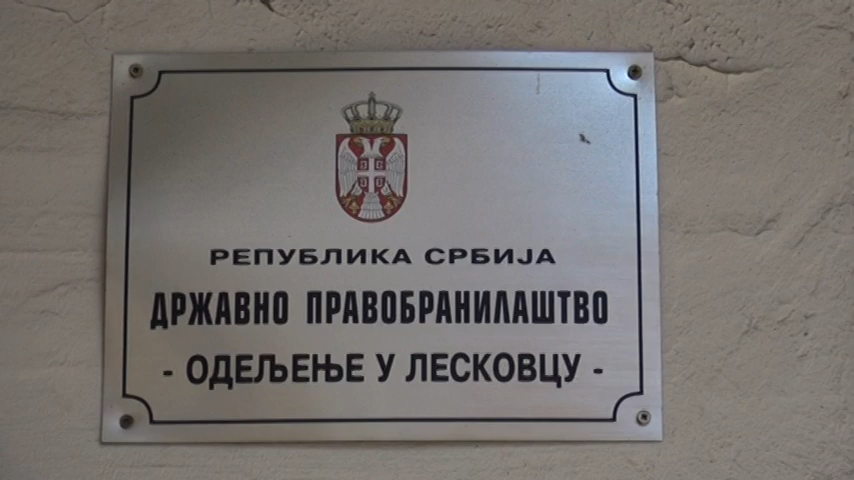 РЕПУБЛИКА СРБИЈА
ДРЖАВНО ПРАВОБРАНИЛАШТВО
- ОДЕЉЕЊЕ У ЛЕСКОВЦУ -